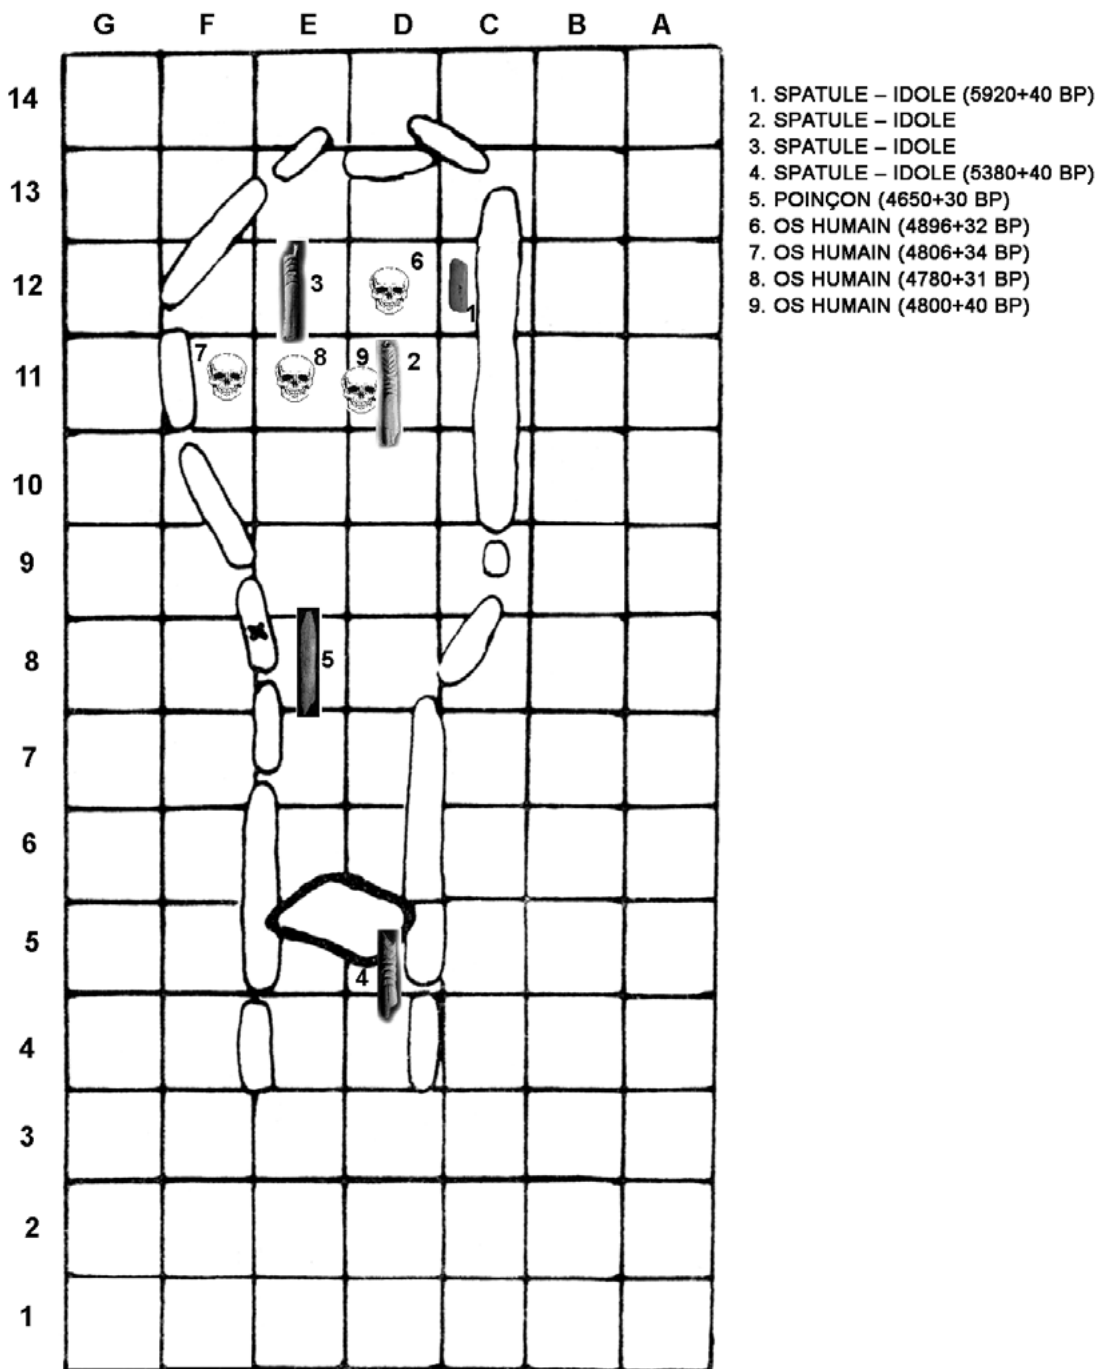 G F E D C B A
14
13
12
11
10
9
8
7
6
5
4
3
2
1
3
6
1
7
8
9
2
5
4
1. SPATULE – IDOLE (5920+40 BP)
2. SPATULE – IDOLE
3. SPATULE – IDOLE
4. SPATULE – IDOLE (5380+40 BP)
5. POINÇON (4650+30 BP)
6. OS HUMAIN (4896+32 BP)
7. OS HUMAIN (4806+34 BP)
8. OS HUMAIN (4780+31 BP)
9. OS HUMAIN (4800+40 BP)